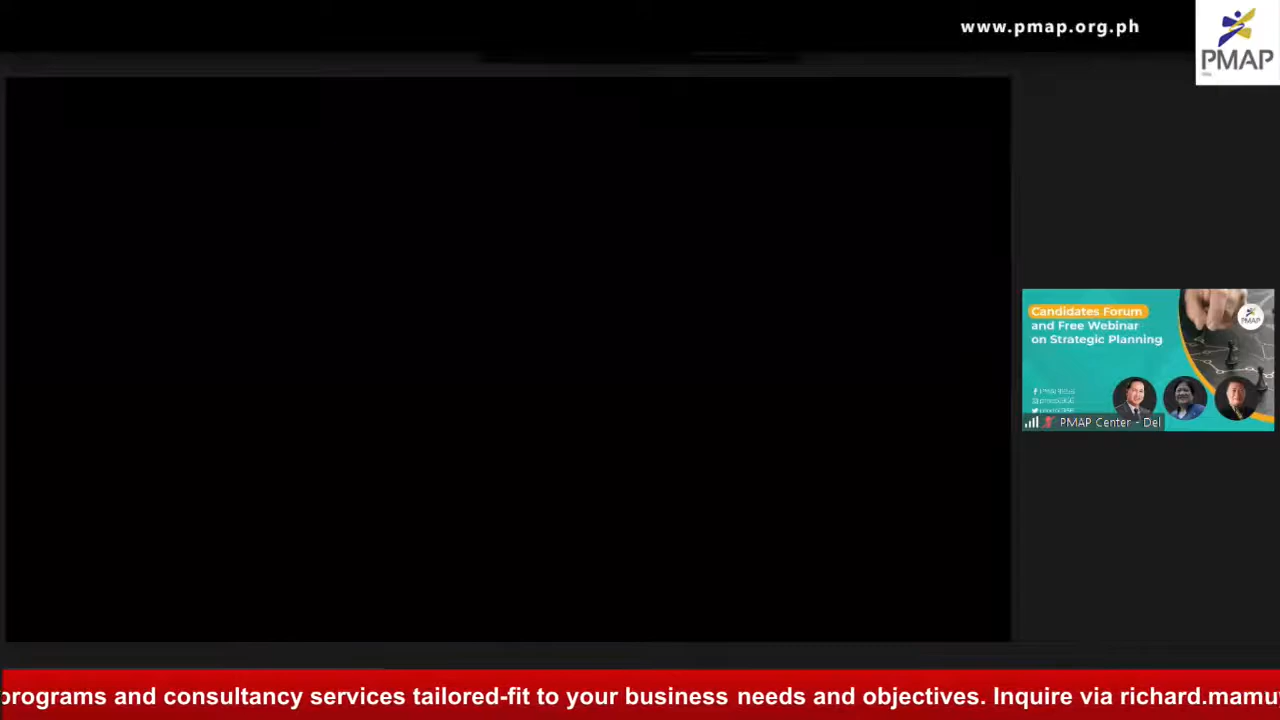 www.pmap.org.ph
PMAP
Candidates Forum
and Free Webinar
on Strategic Planning
PMAP
PMAP Center - Del
programs and consultancy services tailored-fit to your business needs and objectives. Inquire via richard.mamu